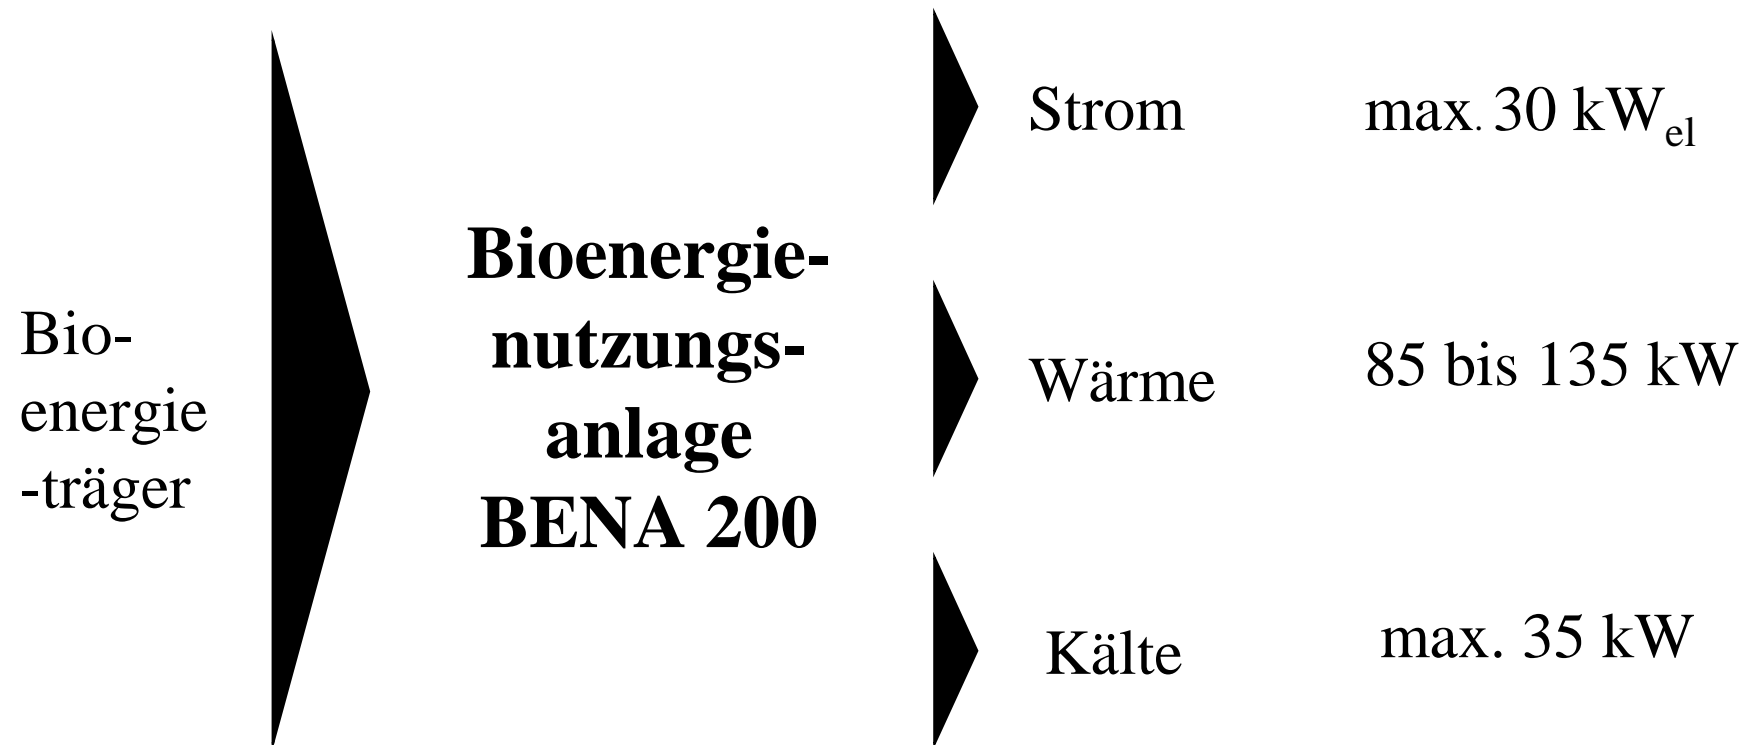 Bio-
energie
-träger
Bioenergie-
nutzungs-
anlage
BENA 200
Strom max. 30 kWel
Wärme 85 bis 135 kW
Kälte max. 35 kW